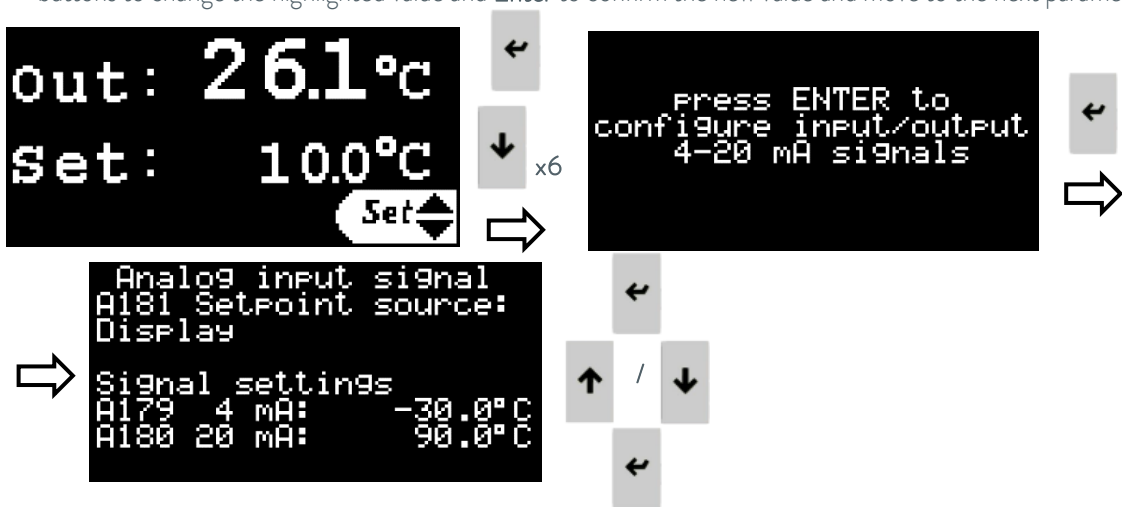 buttons to change the highlighted value and Enter to confirm the new value and move to the next parame
out: 26.1°C
Set: 10.0°C
Set
x6
press ENTER to
configure input/output
4-20 mA signals
Analog input signal
A181 Setpoint source:
Display
Signal settings
A179 4 mA: -30.0°C
A180 20 mA: 90.0°C
/